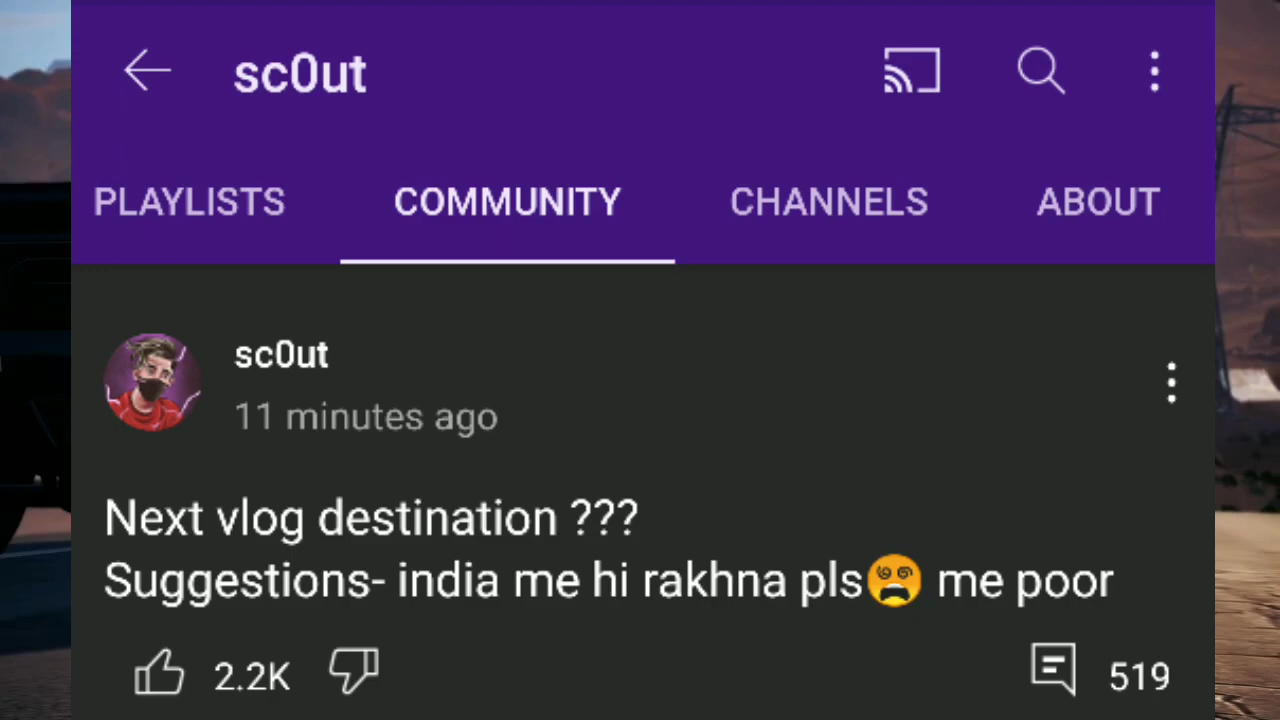 sc0ut
PLAYLISTS COMMUNITY CHANNELS ABOUT
sc0ut
11 minutes ago
Next vlog destination ???
Suggestions- india me hi rakhna pls😵 me poor
2.2K 519